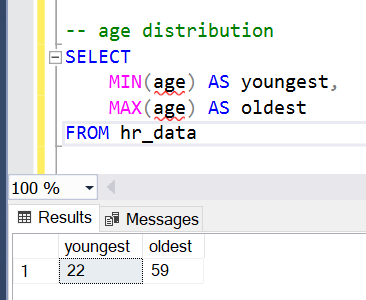 -- age distribution
SELECT
MIN(age) AS youngest,
MAX(age) AS oldest
FROM hr_data
100 %
Results Messages
youngest oldest
1 22 59